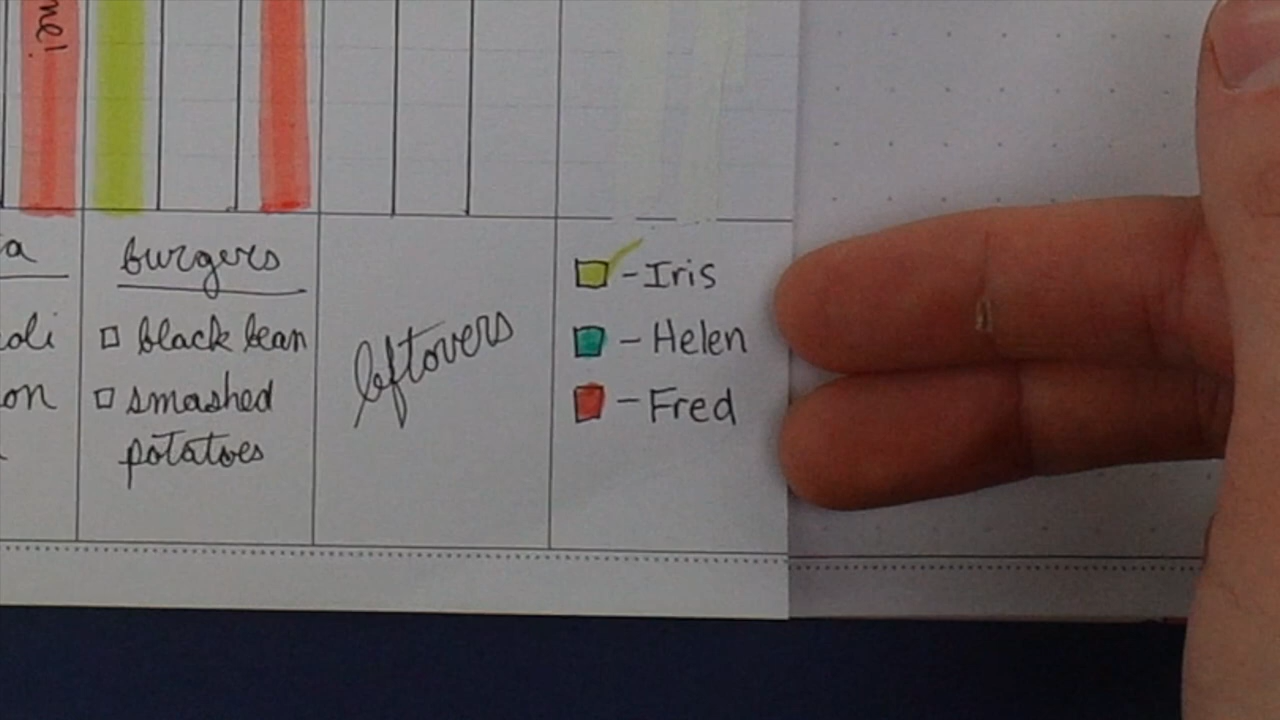 me!
a
oli
on
burgers
☐ black bean
☐ smashed
potatoes
leftovers
- Iris
- Helen
- Fred